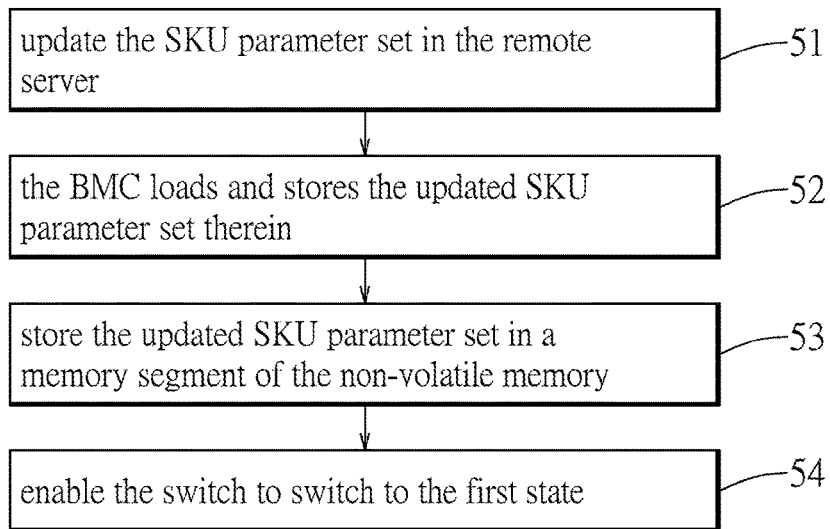 update the SKU parameter set in the remote
server
51
the BMC loads and stores the updated SKU
parameter set therein
52
store the updated SKU parameter set in a
memory segment of the non-volatile memory
53
enable the switch to switch to the first state
54